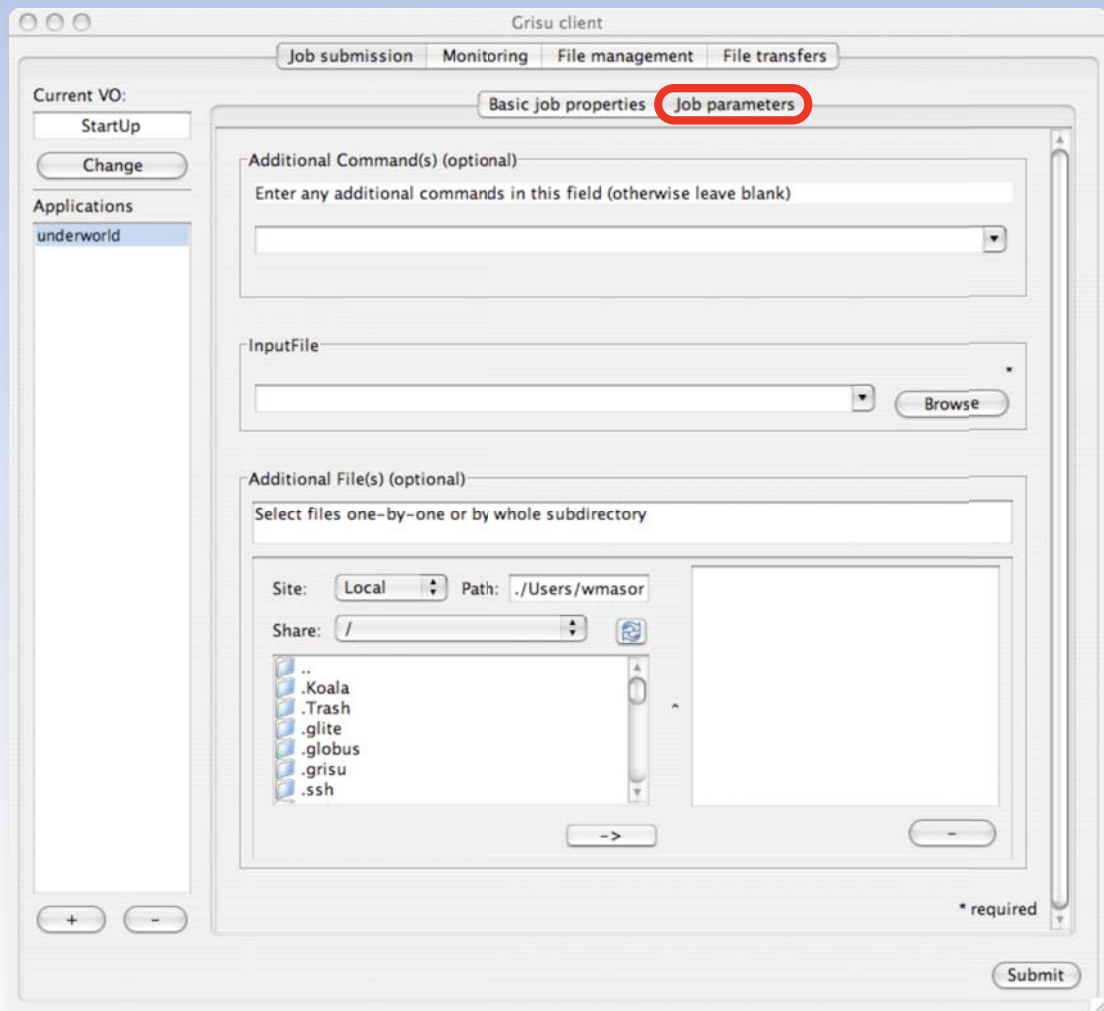 Grisu client
Job submission Monitoring File management File transfers
Current VO:
StartUp
Change
Applications
underworld
Basic job properties Job parameters
Additional Command(s) (optional)
Enter any additional commands in this field (otherwise leave blank)
InputFile
*
Browse
Additional File(s) (optional)
Select files one-by-one or by whole subdirectory
Site: Local Path: ./Users/wmasor
Share: /
..
.Koala
.Trash
.glite
.globus
.grisu
.ssh
^
->
-
* required
+ -
Submit